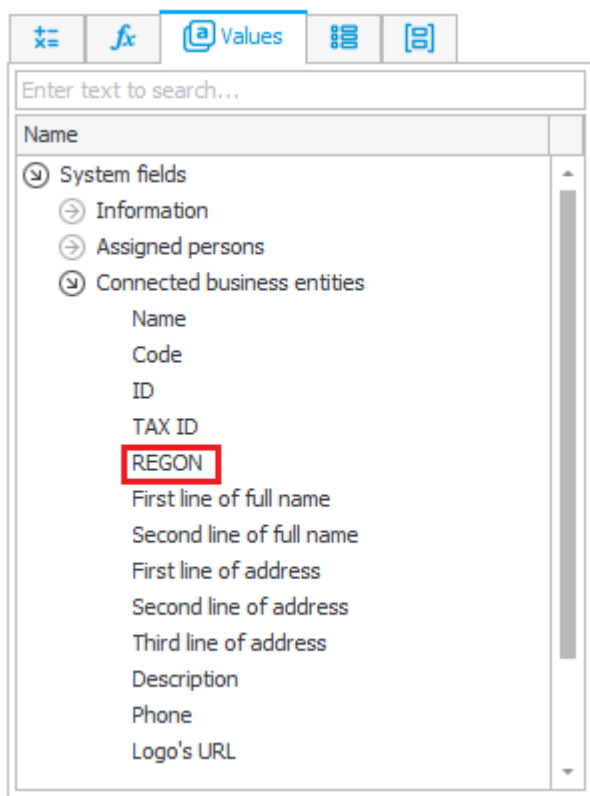 +-
x=
fx
a Values
Enter text to search...
Name
System fields
Information
Assigned persons
Connected business entities
Name
Code
ID
TAX ID
REGON
First line of full name
Second line of full name
First line of address
Second line of address
Third line of address
Description
Phone
Logo's URL